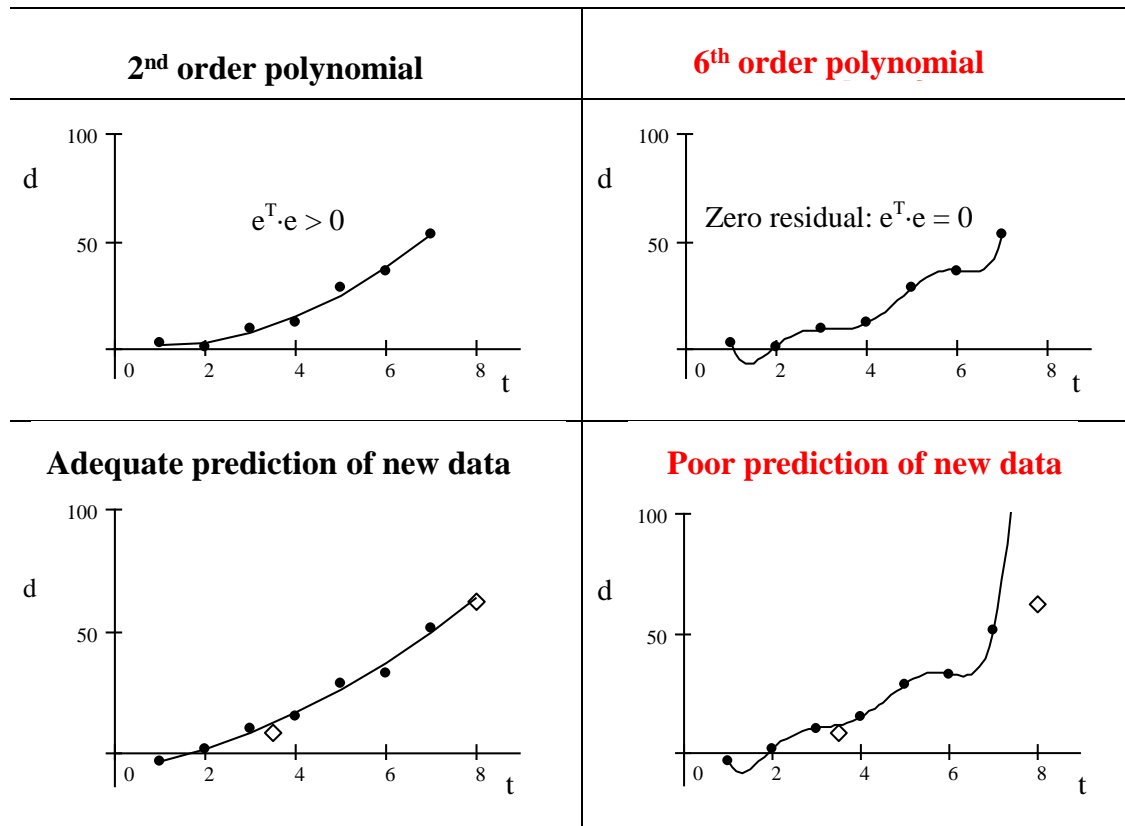 2nd order polynomial
6th order polynomial
100
d
50
eT·e > 0
0 2 4 6 8
t
100
d
50
Zero residual: eT·e = 0
0 2 4 6 8
t
Adequate prediction of new data
Poor prediction of new data
100
d
50
0 2 4 6 8
t
100
d
50
0 2 4 6 8
t